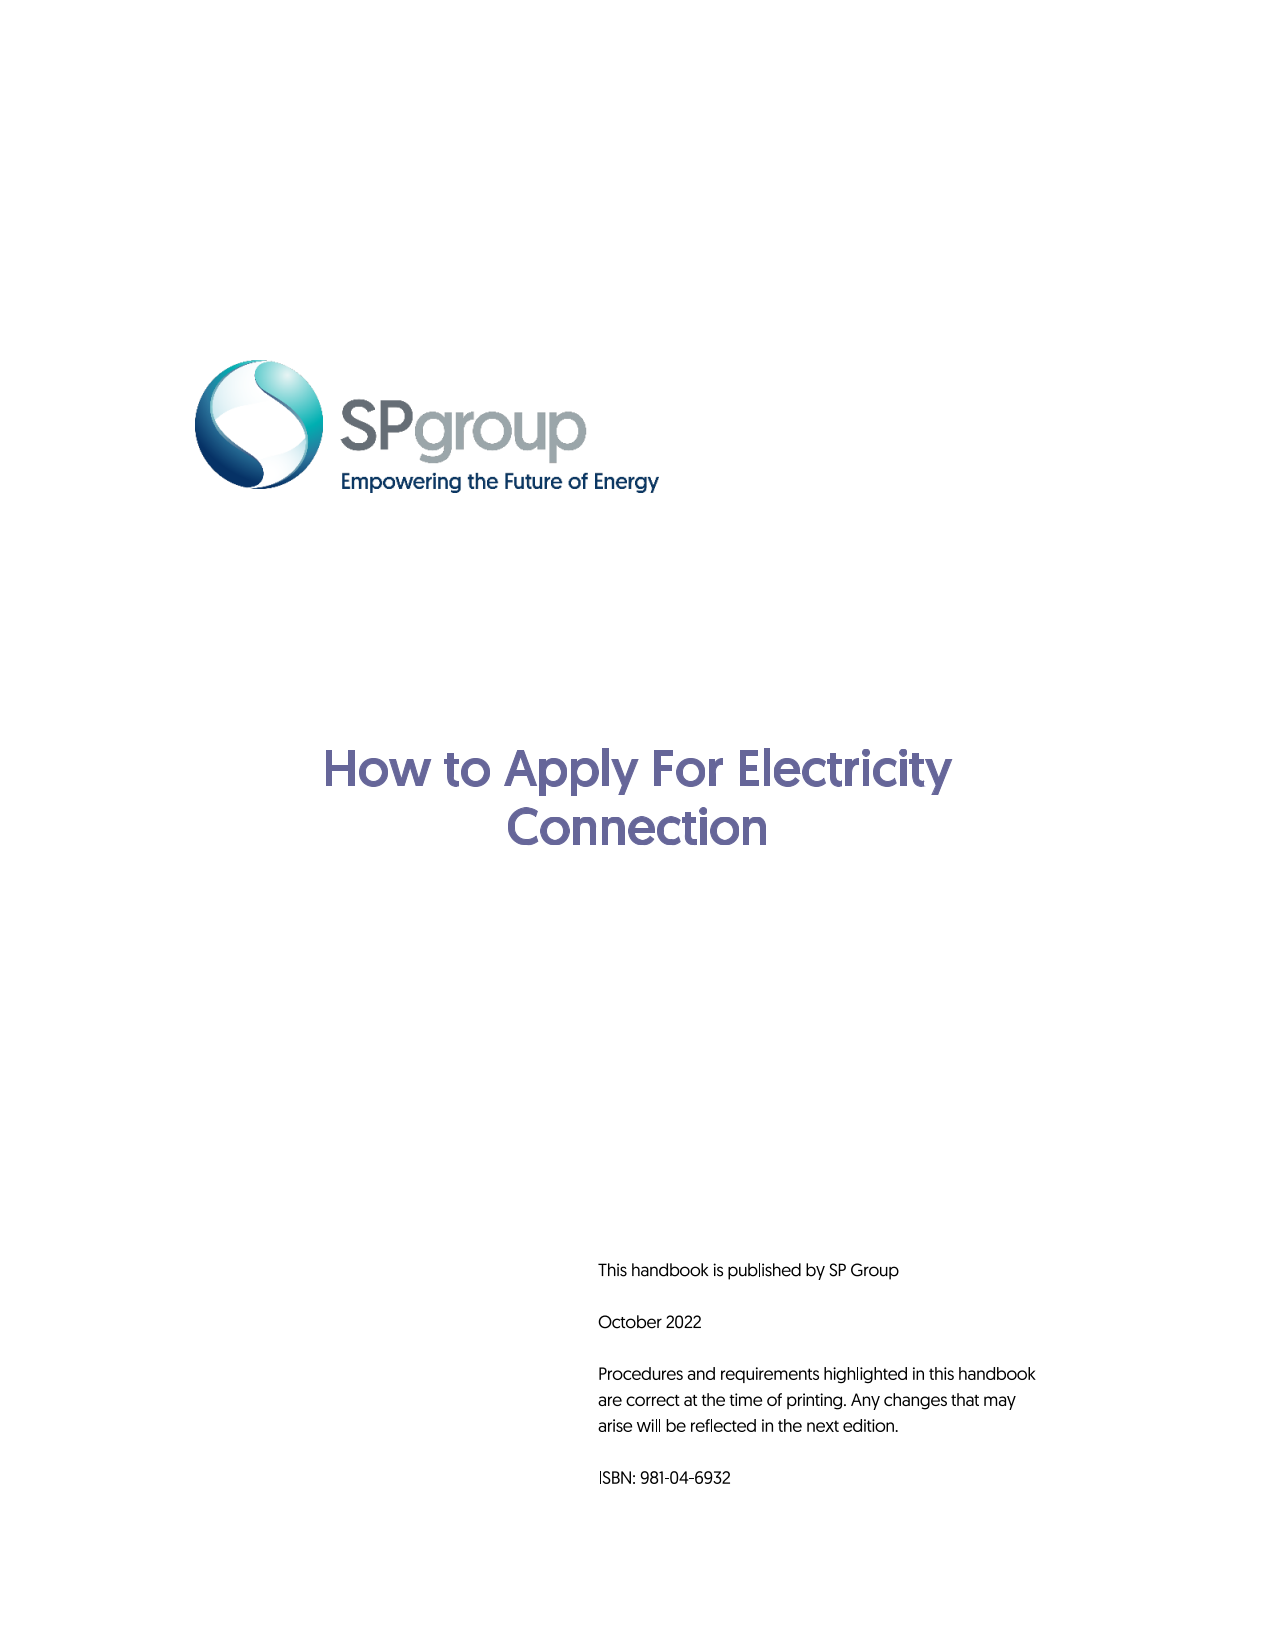 SPgroup
Empowering the Future of Energy
How to Apply For Electricity
Connection
This handbook is published by SP Group
October 2022
Procedures and requirements highlighted in this handbook
are correct at the time of printing. Any changes that may
arise will be reflected in the next edition.
ISBN: 981-04-6932